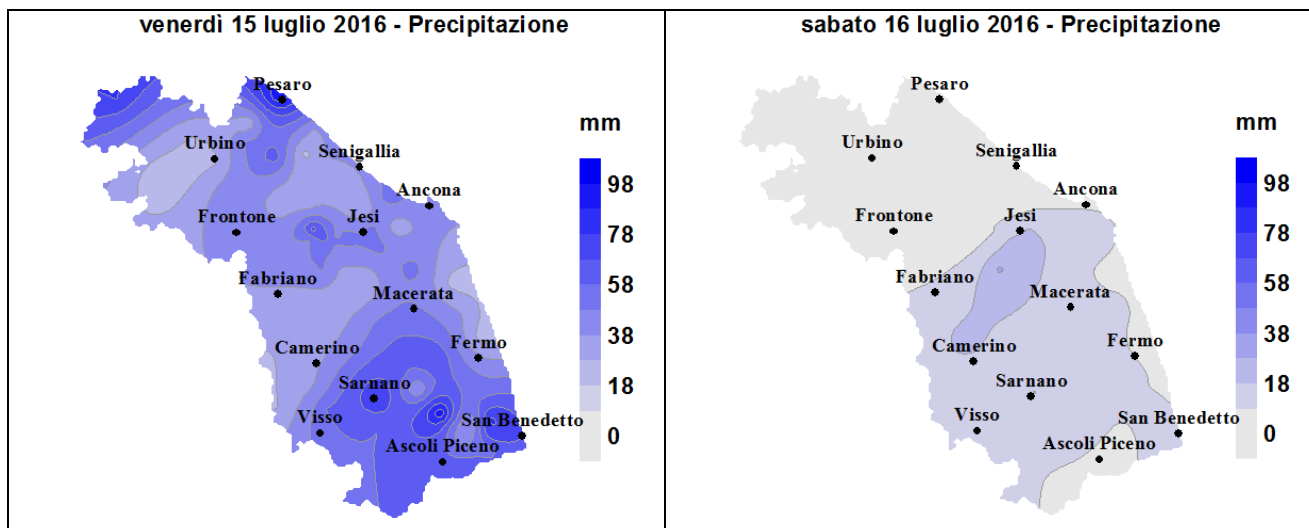 venerdì 15 luglio 2016 - Precipitazione
Pesaro
mm
Urbino
Senigallia
98
Ancona
78
Frontone
Jesi
58
Fabriano
Macerata
38
Camerino
Fermo
18
Sarnano
Visso
San Benedetto
0
Ascoli Piceno
sabato 16 luglio 2016 - Precipitazione
Pesaro
mm
Urbino
Senigallia
98
Ancona
78
Frontone
Jesi
58
Fabriano
Macerata
38
Camerino
Fermo
18
Sarnano
Visso
San Benedetto
0
Ascoli Piceno